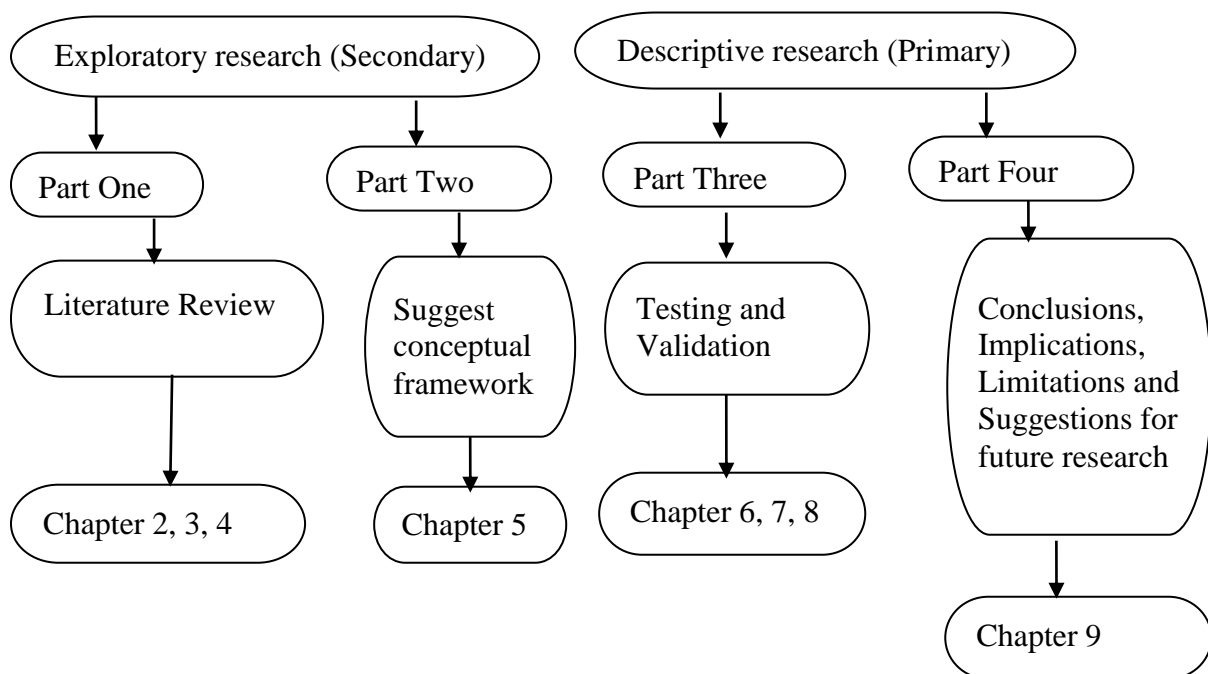 Exploratory research (Secondary)
Descriptive research (Primary)
Part One
Part Two
Part Three
Part Four
Literature Review
Suggest
conceptual
framework
Testing and
Validation
Conclusions,
Implications,
Limitations and
Suggestions for
future research
Chapter 2, 3, 4
Chapter 5
Chapter 6, 7, 8
Chapter 9